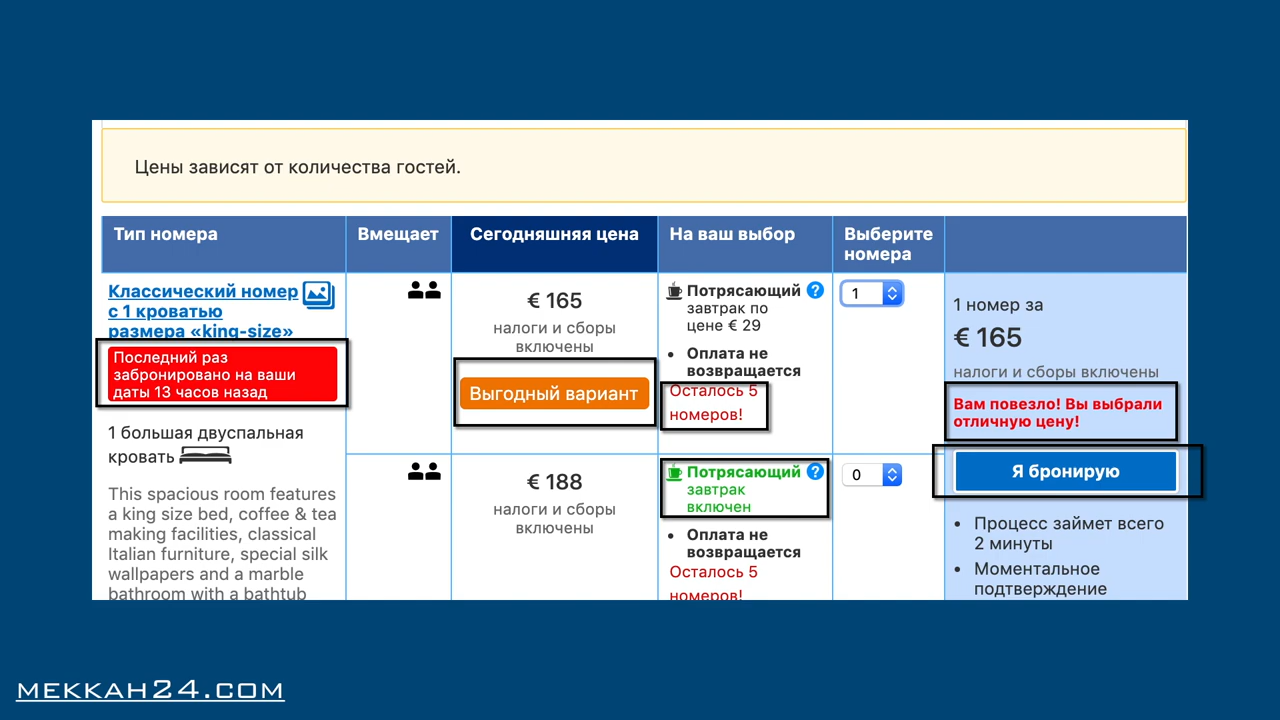 Цены зависят от количества гостей.
Тип номера
Вмещает
Сегодняшняя цена
На ваш выбор
Выберите
номера
Классический номер
с 1 кроватью
размера «king-size»
Последний раз
забронировано на ваши
даты 13 часов назад
1 большая двуспальная
кровать
This spacious room features
a king size bed, coffee & tea
making facilities, classical
Italian furniture, special silk
wallpapers and a marble
bathroom with a bathtub
€ 165
налоги и сборы
включены
Выгодный вариант
Потрясающий ?
завтрак по
цене € 29
• Оплата не
возвращается
Осталось 5
номеров!
1
1 номер за
€ 165
налоги и сборы включены
Вам повезло! Вы выбрали
отличную цену!
Я бронирую
• Процесс займет всего
2 минуты
• Моментальное
подтверждение
€ 188
налоги и сборы
включены
Потрясающий ?
завтрак
включен
• Оплата не
возвращается
Осталось 5
номеров!
0
MEKKAH24.COM